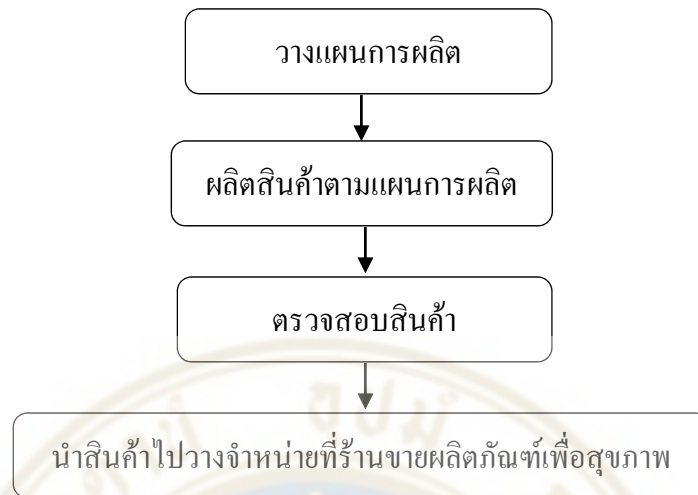 วางแผนการผลิต
ผลิตสินค้าตามแผนการผลิต
ตรวจสอบสินค้า
นำสินค้าไปวางจำหน่ายที่ร้านขายผลิตภัณฑ์เพื่อสุขภาพ